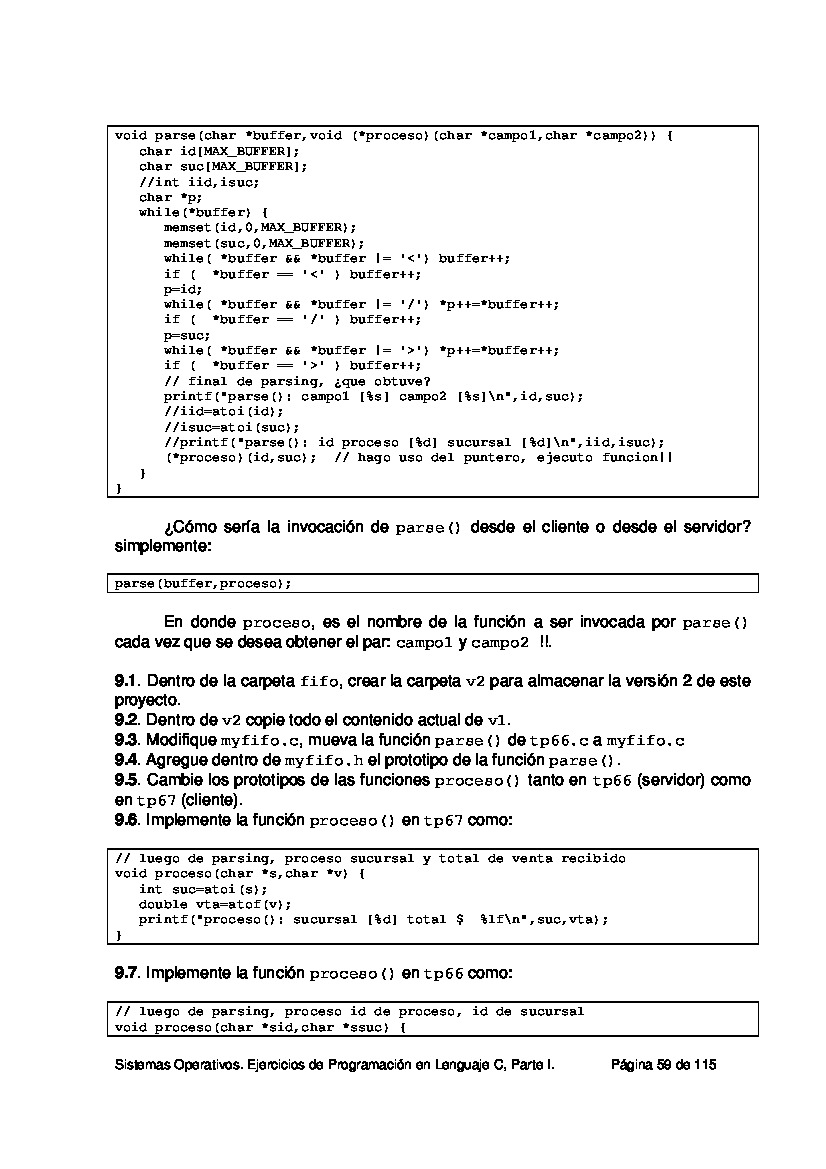 void parse(char *buffer,void (*proceso)(char *campo1,char *campo2)) {
char id[MAX_BUFFER];
char suc[MAX_BUFFER];
//int iid,isuc;
char *p;
while(*buffer) {
memset(id,0,MAX_BUFFER);
memset(suc,0,MAX_BUFFER);
while( *buffer && *buffer != '<') buffer++;
if (  *buffer == '<' ) buffer++;
p=id;
while( *buffer && *buffer != '/') *p++=*buffer++;
if (  *buffer == '/' ) buffer++;
p=suc;
while( *buffer && *buffer != '>') *p++=*buffer++;
if (  *buffer == '>' ) buffer++;
// final de parsing, ¿que obtuve?
printf("parse(): campo1 [%s] campo2 [%s]\n",id,suc);
//iid=atoi(id);
//isuc=atoi(suc);
//printf("parse(): id proceso [%d] sucursal [%d]\n",iid,isuc);
(*proceso)(id,suc);  // hago uso del puntero, ejecuto funcion!!
}
}
¿Cómo sería la invocación de parse() desde el cliente o desde el servidor?
simplemente:
parse(buffer,proceso);
En donde proceso, es el nombre de la función a ser invocada por parse()
cada vez que se desea obtener el par: campo1 y campo2 !!.
9.1. Dentro de la carpeta fifo, crear la carpeta v2 para almacenar la versión 2 de este
proyecto.
9.2. Dentro de v2 copie todo el contenido actual de v1.
9.3. Modifique myfifo.c, mueva la función parse() de tp66.c a myfifo.c
9.4. Agregue dentro de myfifo.h el prototipo de la función parse().
9.5. Cambie los prototipos de las funciones proceso() tanto en tp66 (servidor) como
en tp67 (cliente).
9.6. Implemente la función proceso() en tp67 como:
// luego de parsing, proceso sucursal y total de venta recibido
void proceso(char *s,char *v) {
int suc=atoi(s);
double vta=atof(v);
printf("proceso(): sucursal [%d] total $  %lf\n",suc,vta);
}
9.7. Implemente la función proceso() en tp66 como:
// luego de parsing, proceso id de proceso, id de sucursal
void proceso(char *sid,char *ssuc) {
Sistemas Operativos. Ejercicios de Programación en Lenguaje C, Parte I. Página 59 de 115